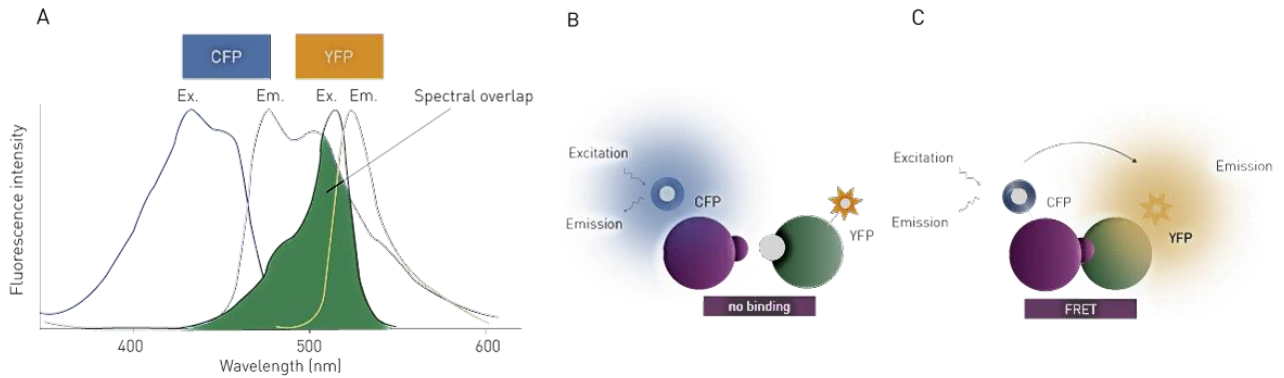 A
CFP
YFP
Ex.
Em.
Ex.
Em.
Spectral overlap
Fluorescence intensity
400
500
600
Wavelength (nm)
B
Excitation
Emission
CFP
YFP
no binding
C
Excitation
Emission
Emission
CFP
YFP
FRET